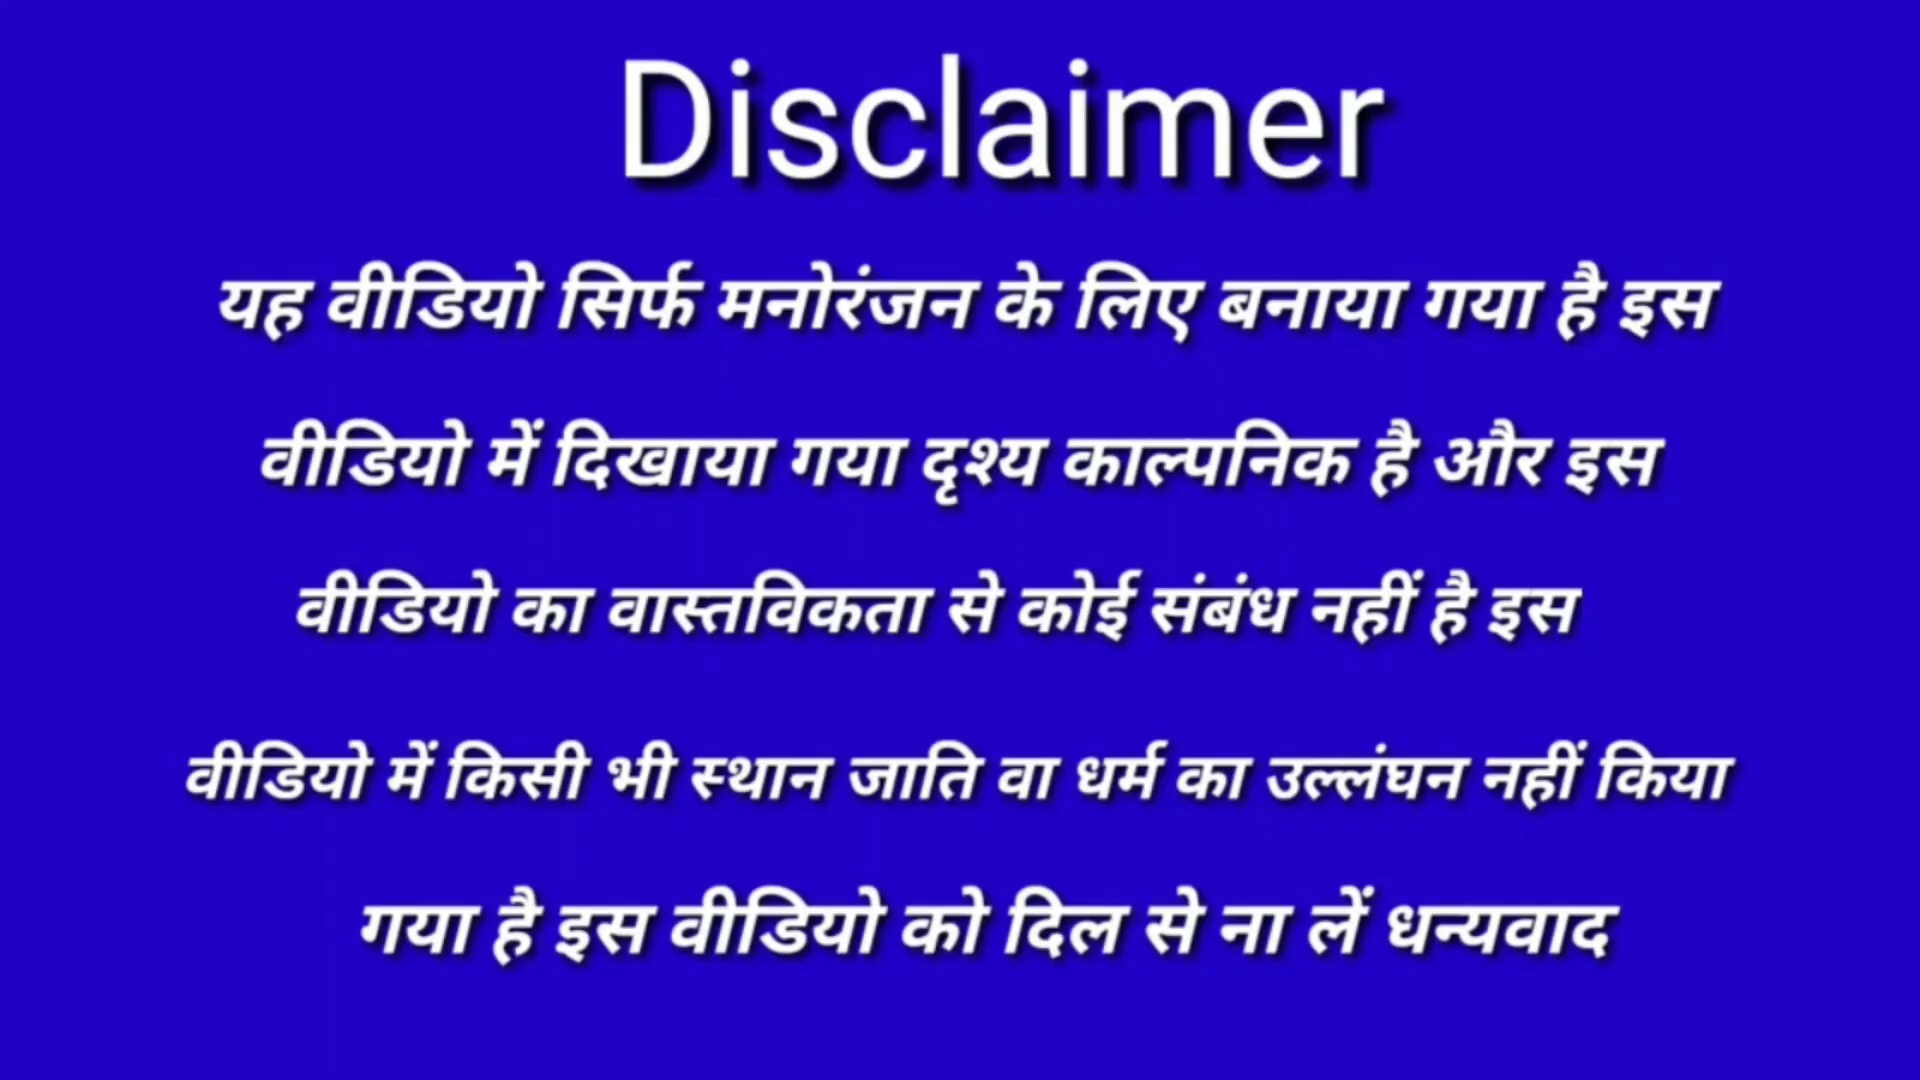 Disclaimer
यह वीडियो सिर्फ मनोरंजन के लिए बनाया गया है इस
वीडियो में दिखाया गया दृश्य काल्पनिक है और इस
वीडियो का वास्तविकता से कोई संबंध नहीं है इस
वीडियो में किसी भी स्थान जाति वा धर्म का उल्लंघन नहीं किया
गया है इस वीडियो को दिल से ना लें धन्यवाद